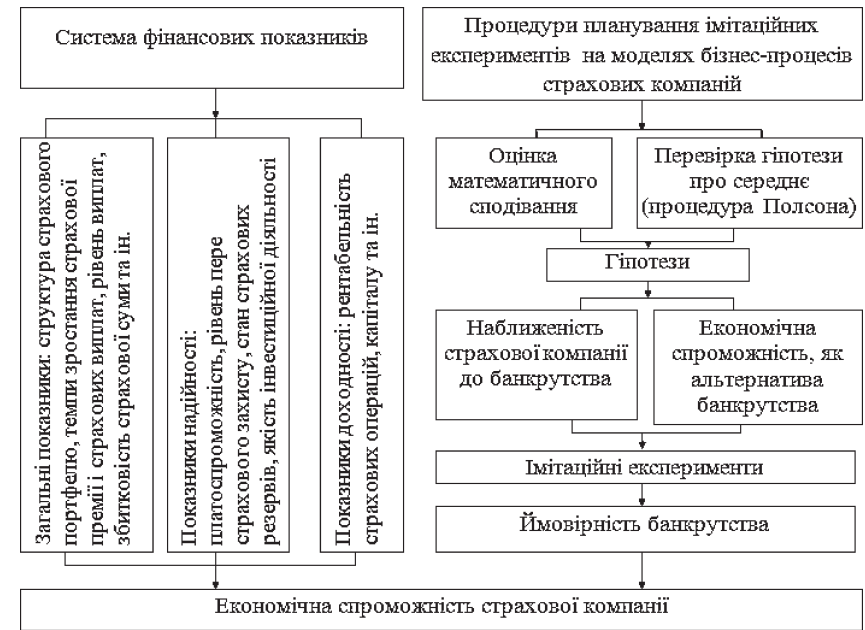 Система фінансових показників
Процедури планування імітаційних
експериментів на моделях бізнес-процесів
страхових компаній
Загальні показники: структура страхового
портфелю, темпи зростання страхової
премії і страхових виплат, рівень виплат,
збитковість страхової суми та ін.
Показники надійності:
платоспроможність, рівень пере
страхового захисту, стан страхових
резервів, якість інвестиційної діяльності
Показники доходності: рентабельність
страхових операцій, капіталу та ін.
Оцінка
математичного
сподівання
Перевірка гіпотези
про середнє
(процедура Полсона)
Гіпотези
Наближеність
страхової компанії
до банкрутства
Економічна
спроможність, як
альтернатива
банкрутства
Імітаційні експерименти
Ймовірність банкрутства
Економічна спроможність страхової компанії